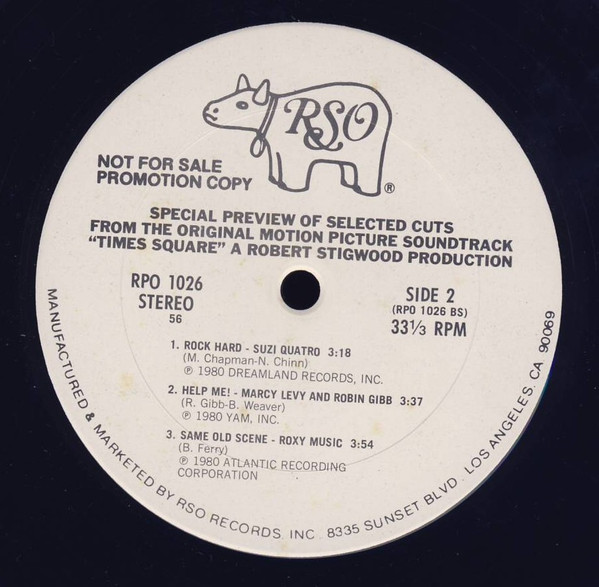 RSO
®
NOT FOR SALE
PROMOTION COPY
SPECIAL PREVIEW OF SELECTED CUTS
FROM THE ORIGINAL MOTION PICTURE SOUNDTRACK
“TIMES SQUARE” A ROBERT STIGWOOD PRODUCTION
RPO 1026
STEREO
56
SIDE 2
(RPO 1026 BS)
33⅓ RPM
1. ROCK HARD - SUZI QUATRO 3:18
(M. Chapman-N. Chinn)
℗ 1980 DREAMLAND RECORDS, INC.
2. HELP ME! - MARCY LEVY AND ROBIN GIBB 3:37
(R. Gibb-B. Weaver)
℗ 1980 YAM, INC.
3. SAME OLD SCENE - ROXY MUSIC 3:54
(B. Ferry)
℗ 1980 ATLANTIC RECORDING
CORPORATION
MANUFACTURED & MARKETED BY RSO RECORDS, INC. 8335 SUNSET BLVD. LOS ANGELES, CA 90069